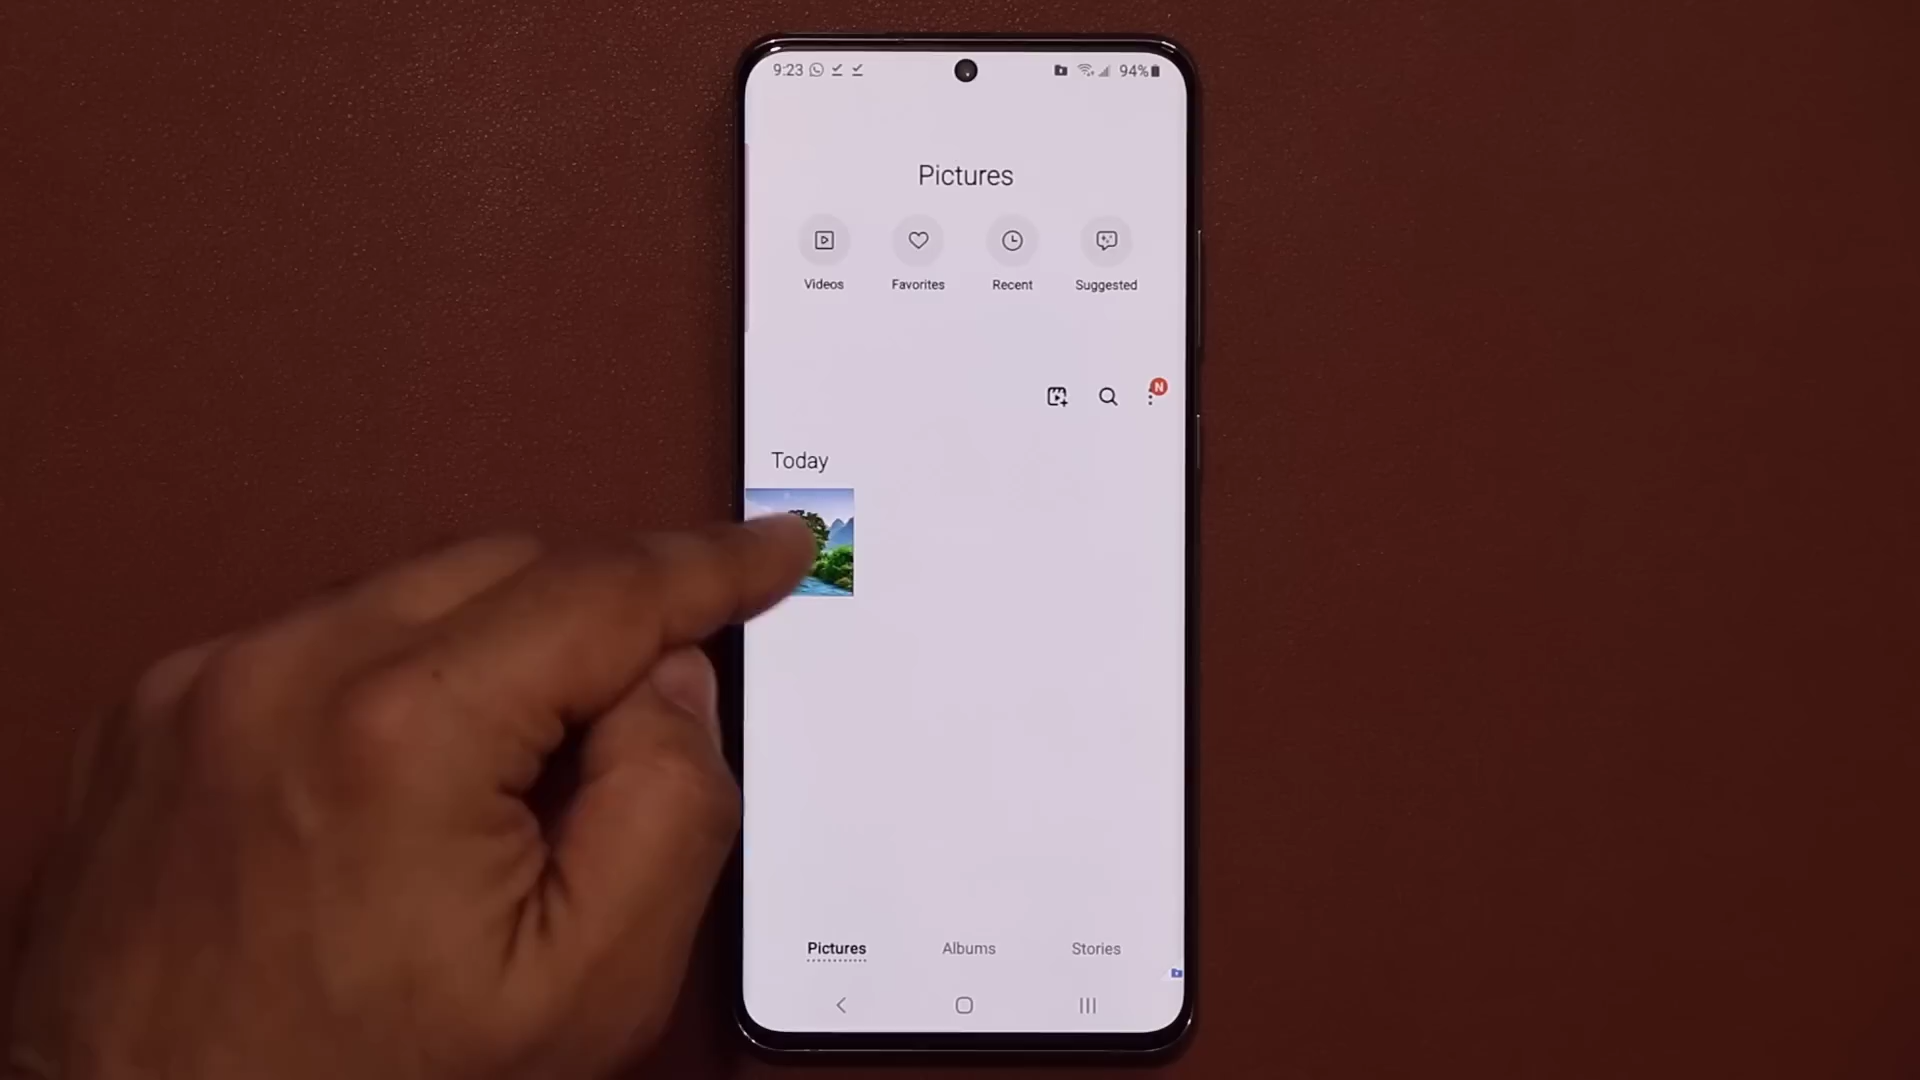 9:23 94%
Pictures
Videos Favorites Recent Suggested
N
Today
Pictures Albums Stories